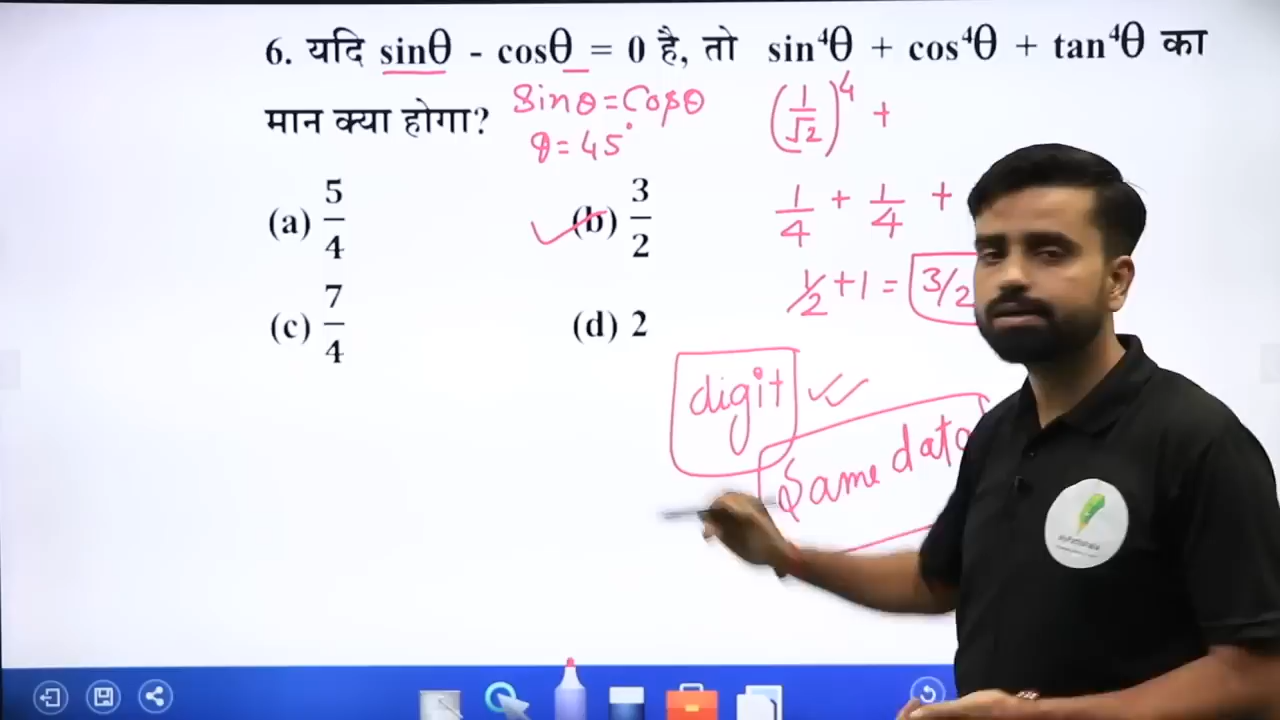 6. यदि sinθ - cosθ = 0 है, तो sin⁴θ + cos⁴θ + tan⁴θ का
मान क्या होगा?
sinθ = Cosθ
θ = 45°
(1/√2)⁴ +
1/4 + 1/4 +
1/2 + 1 = 3/2
(a) 5/4
(b) 3/2
(c) 7/4
(d) 2
digit
Same data